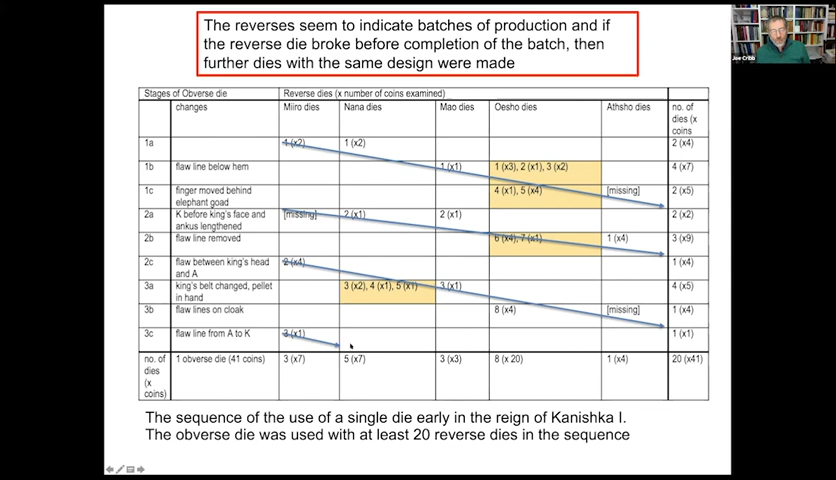 The reverses seem to indicate batches of production and if
the reverse die broke before completion of the batch, then
further dies with the same design were made
Joe Cribb
Stages of Obverse die Reverse dies (x number of coins examined)
changes Miiro dies Nana dies Mao dies Oesho dies Athsho dies no. of
dies (x
coins
1a 1 (x2) 1 (x2) 2 (x4)
1b flaw line below hem 1 (x1) 1 (x3), 2 (x1), 3 (x2) 4 (x7)
1c finger moved behind 4 (x1), 5 (x4) [missing] 2 (x5)
elephant goad
2a K before king's face and [missing] 2 (x1) 2 (x1) 2 (x2)
ankus lengthened
2b flaw line removed 6 (x4), 7 (x1) 1 (x4) 3 (x9)
2c flaw between king's head 2 (x4) 1 (x4)
and A
3a king's belt changed, pellet 3 (x2), 4 (x1), 5 (x1) 3 (x1) 4 (x5)
in hand
3b flaw lines on cloak 8 (x4) [missing] 1 (x4)
3c flaw line from A to K 3 (x1) 1 (x1)
no. of 1 obverse die (41 coins) 3 (x7) 5 (x7) 3 (x3) 8 (x 20) 1 (x4) 20 (x41)
dies
(x
coins)
The sequence of the use of a single die early in the reign of Kanishka I.
The obverse die was used with at least 20 reverse dies in the sequence